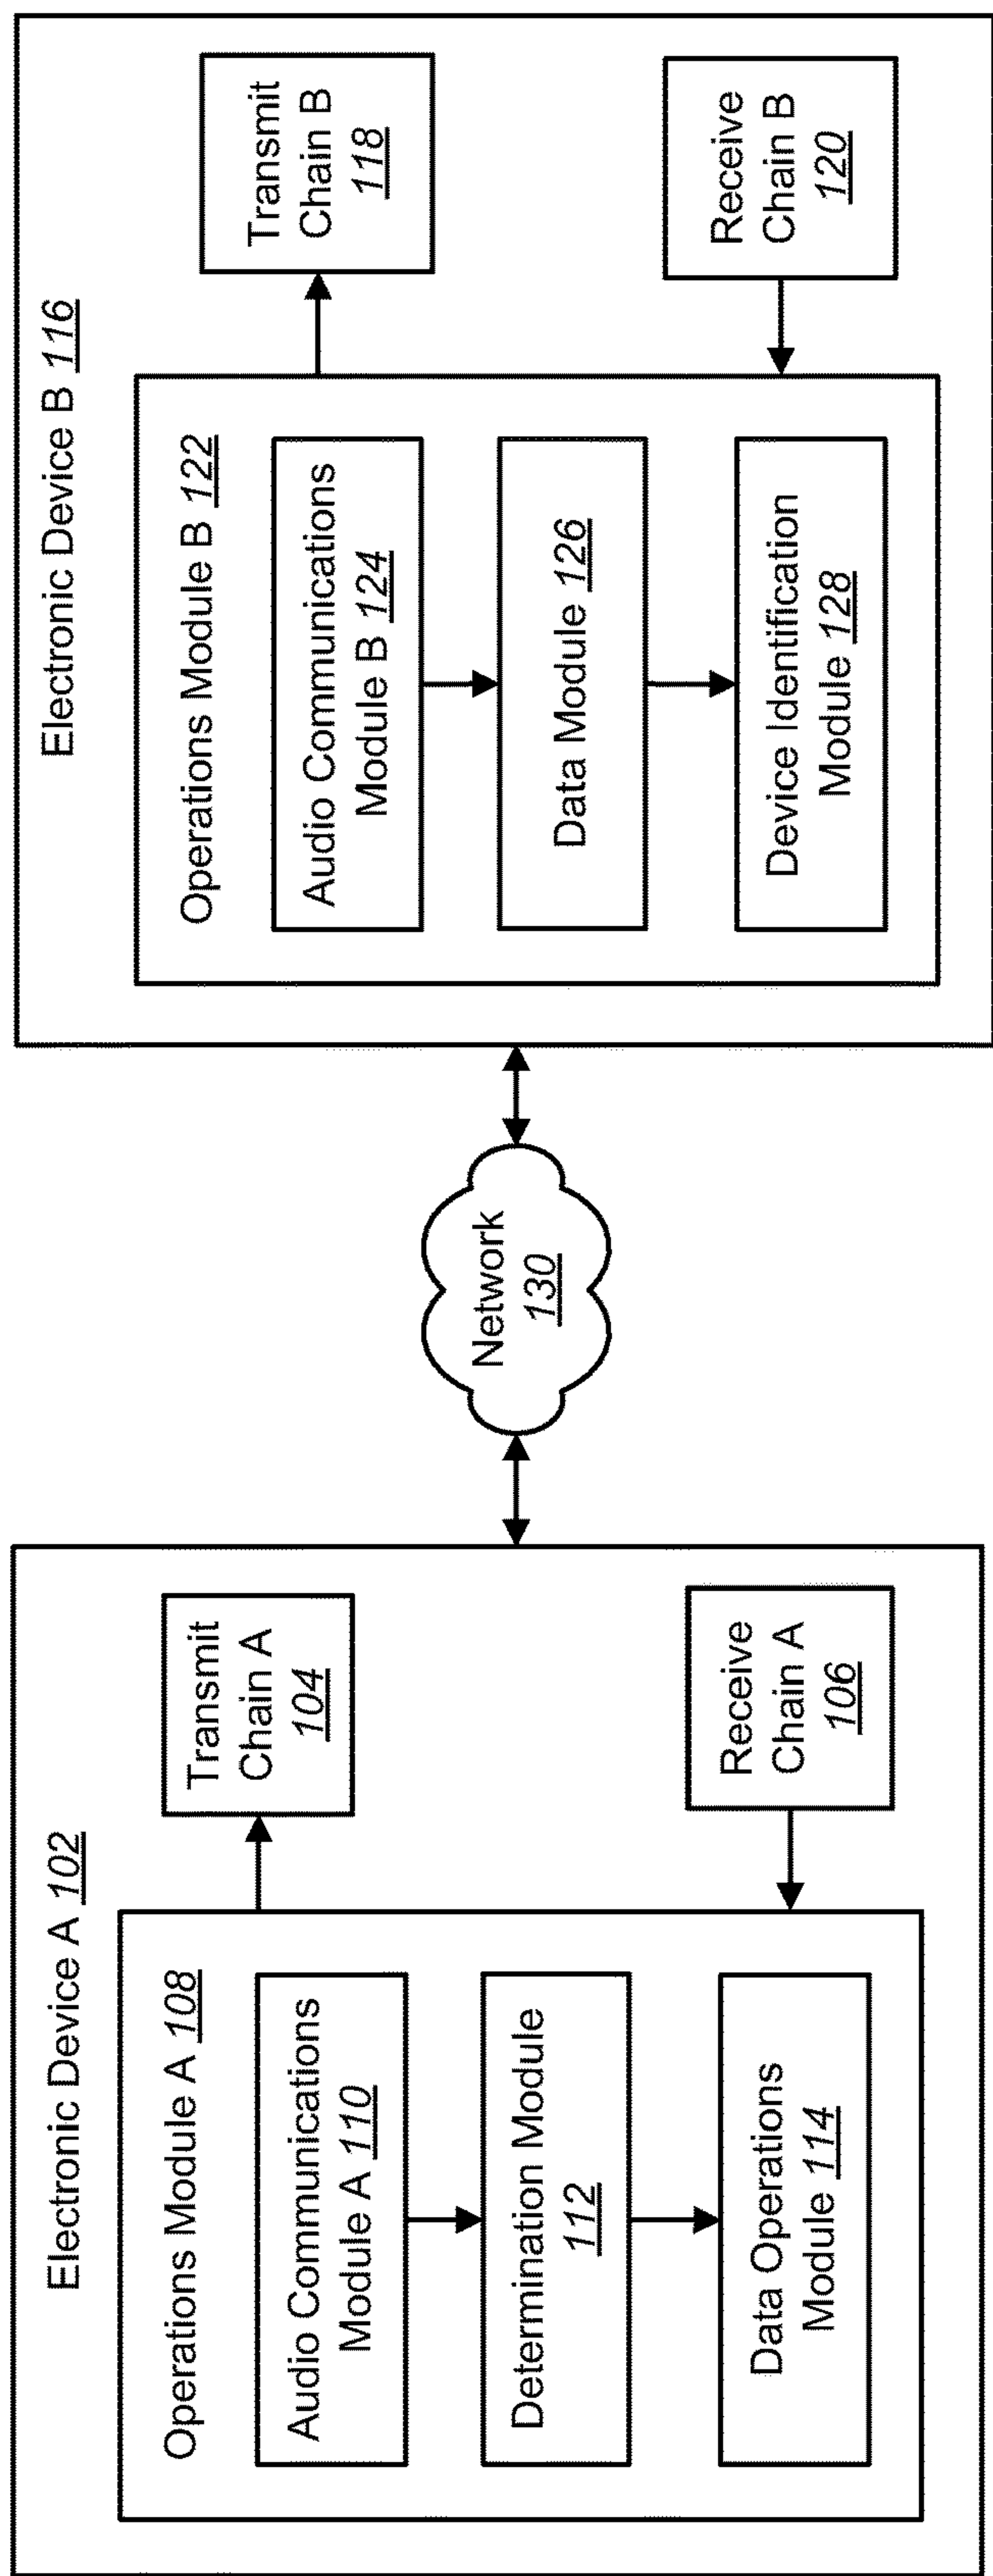 Electronic Device A 102
Operations Module A 108
Audio Communications
Module A 110
Determination Module
112
Data Operations
Module 114
Transmit
Chain A
104
Receive
Chain A
106
Network
130
Electronic Device B 116
Operations Module B 122
Audio Communications
Module B 124
Data Module 126
Device Identification
Module 128
Transmit
Chain B
118
Receive
Chain B
120